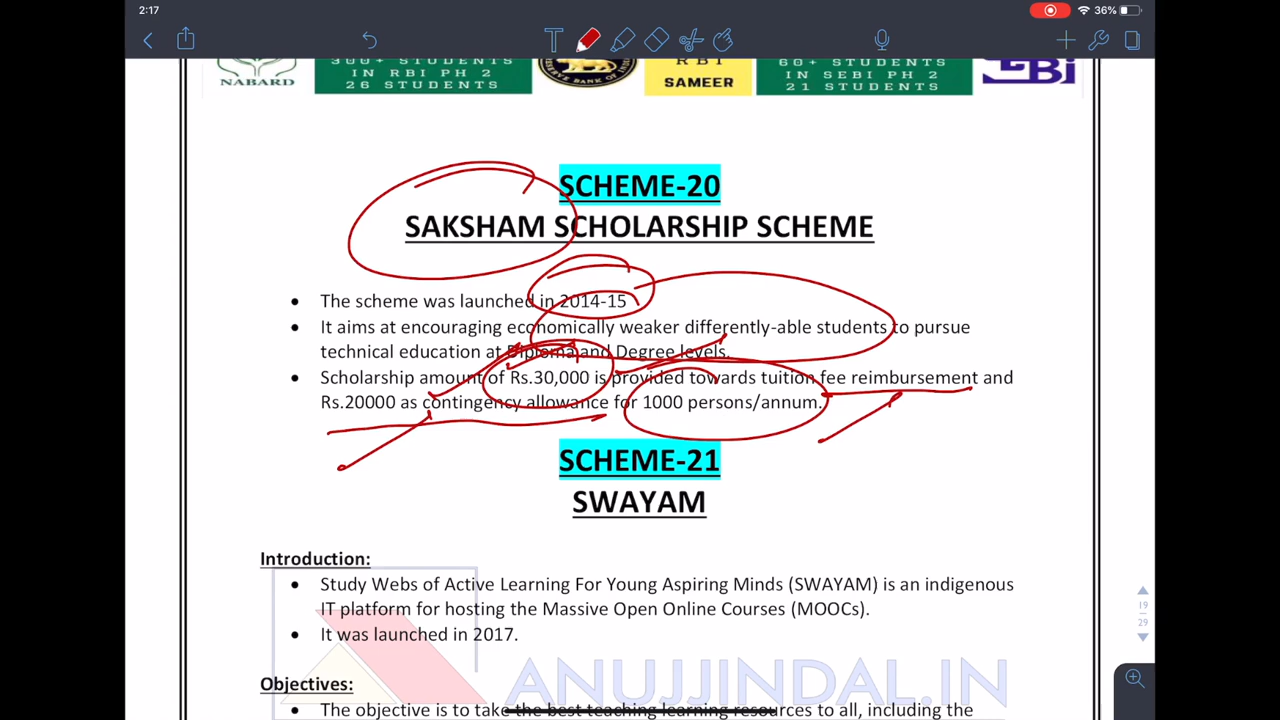 2:17
36%
NABARD
300+ STUDENTS
IN RBI PH 2
26 STUDENTS
RBI
SAMEER
60+ STUDENTS
IN SEBI PH 2
21 STUDENTS
SEBI
SCHEME-20
SAKSHAM SCHOLARSHIP SCHEME
• The scheme was launched in 2014-15
• It aims at encouraging economically weaker differently-able students to pursue
technical education at Diploma and Degree levels.
• Scholarship amount of Rs.30,000 is provided towards tuition fee reimbursement and
Rs.20000 as contingency allowance for 1000 persons/annum.
SCHEME-21
SWAYAM
Introduction:
• Study Webs of Active Learning For Young Aspiring Minds (SWAYAM) is an indigenous
IT platform for hosting the Massive Open Online Courses (MOOCs).
• It was launched in 2017.
19
29
ANUJJINDAL.IN
Objectives:
• The objective is to take the best teaching learning resources to all, including the